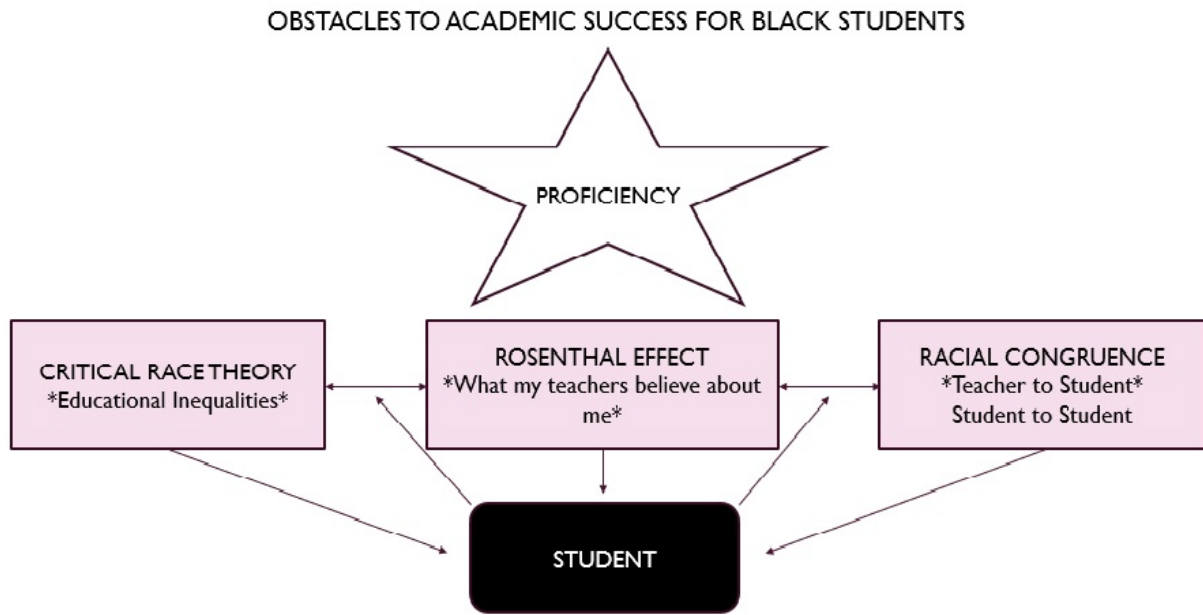 OBSTACLES TO ACADEMIC SUCCESS FOR BLACK STUDENTS
PROFICIENCY
CRITICAL RACE THEORY
*Educational Inequalities*
ROSENTHAL EFFECT
*What my teachers believe about
me*
RACIAL CONGRUENCE
*Teacher to Student*
Student to Student
STUDENT